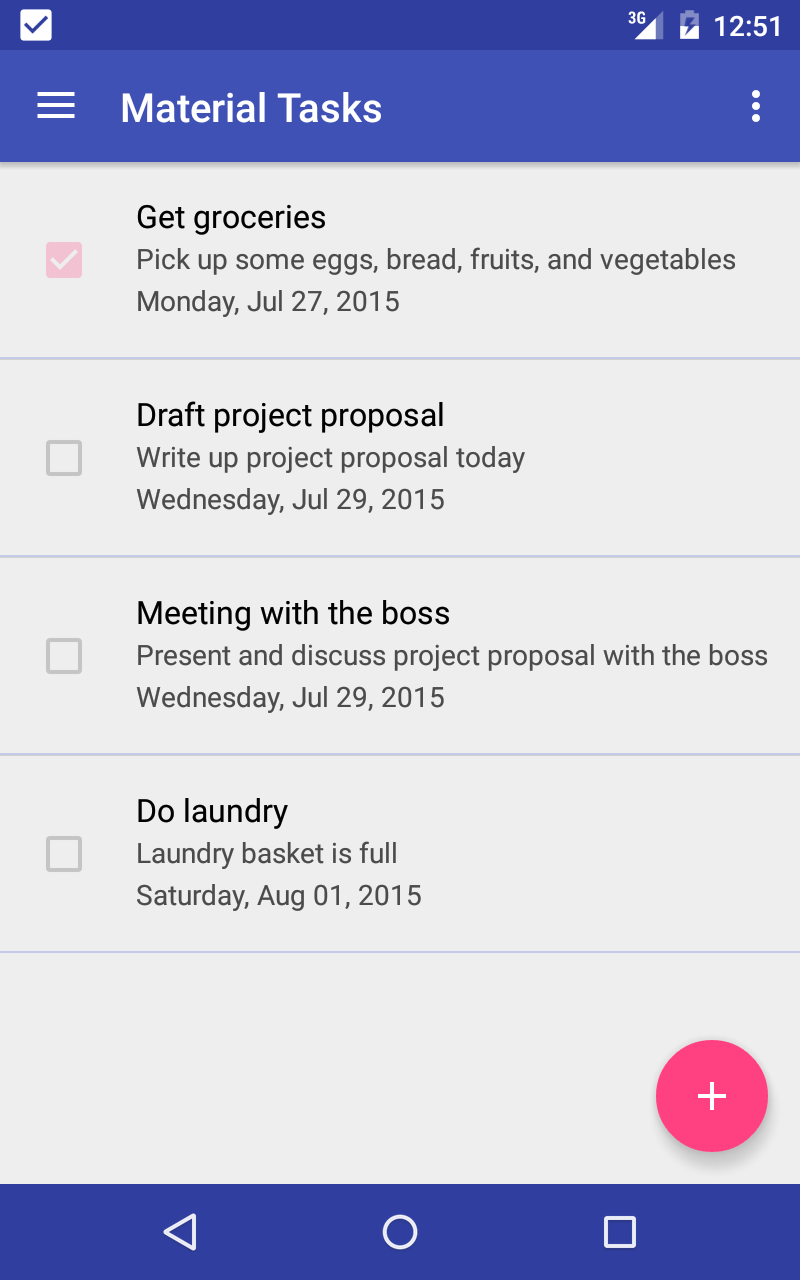 3G 12:51
Material Tasks
Get groceries
Pick up some eggs, bread, fruits, and vegetables
Monday, Jul 27, 2015
Draft project proposal
Write up project proposal today
Wednesday, Jul 29, 2015
Meeting with the boss
Present and discuss project proposal with the boss
Wednesday, Jul 29, 2015
Do laundry
Laundry basket is full
Saturday, Aug 01, 2015